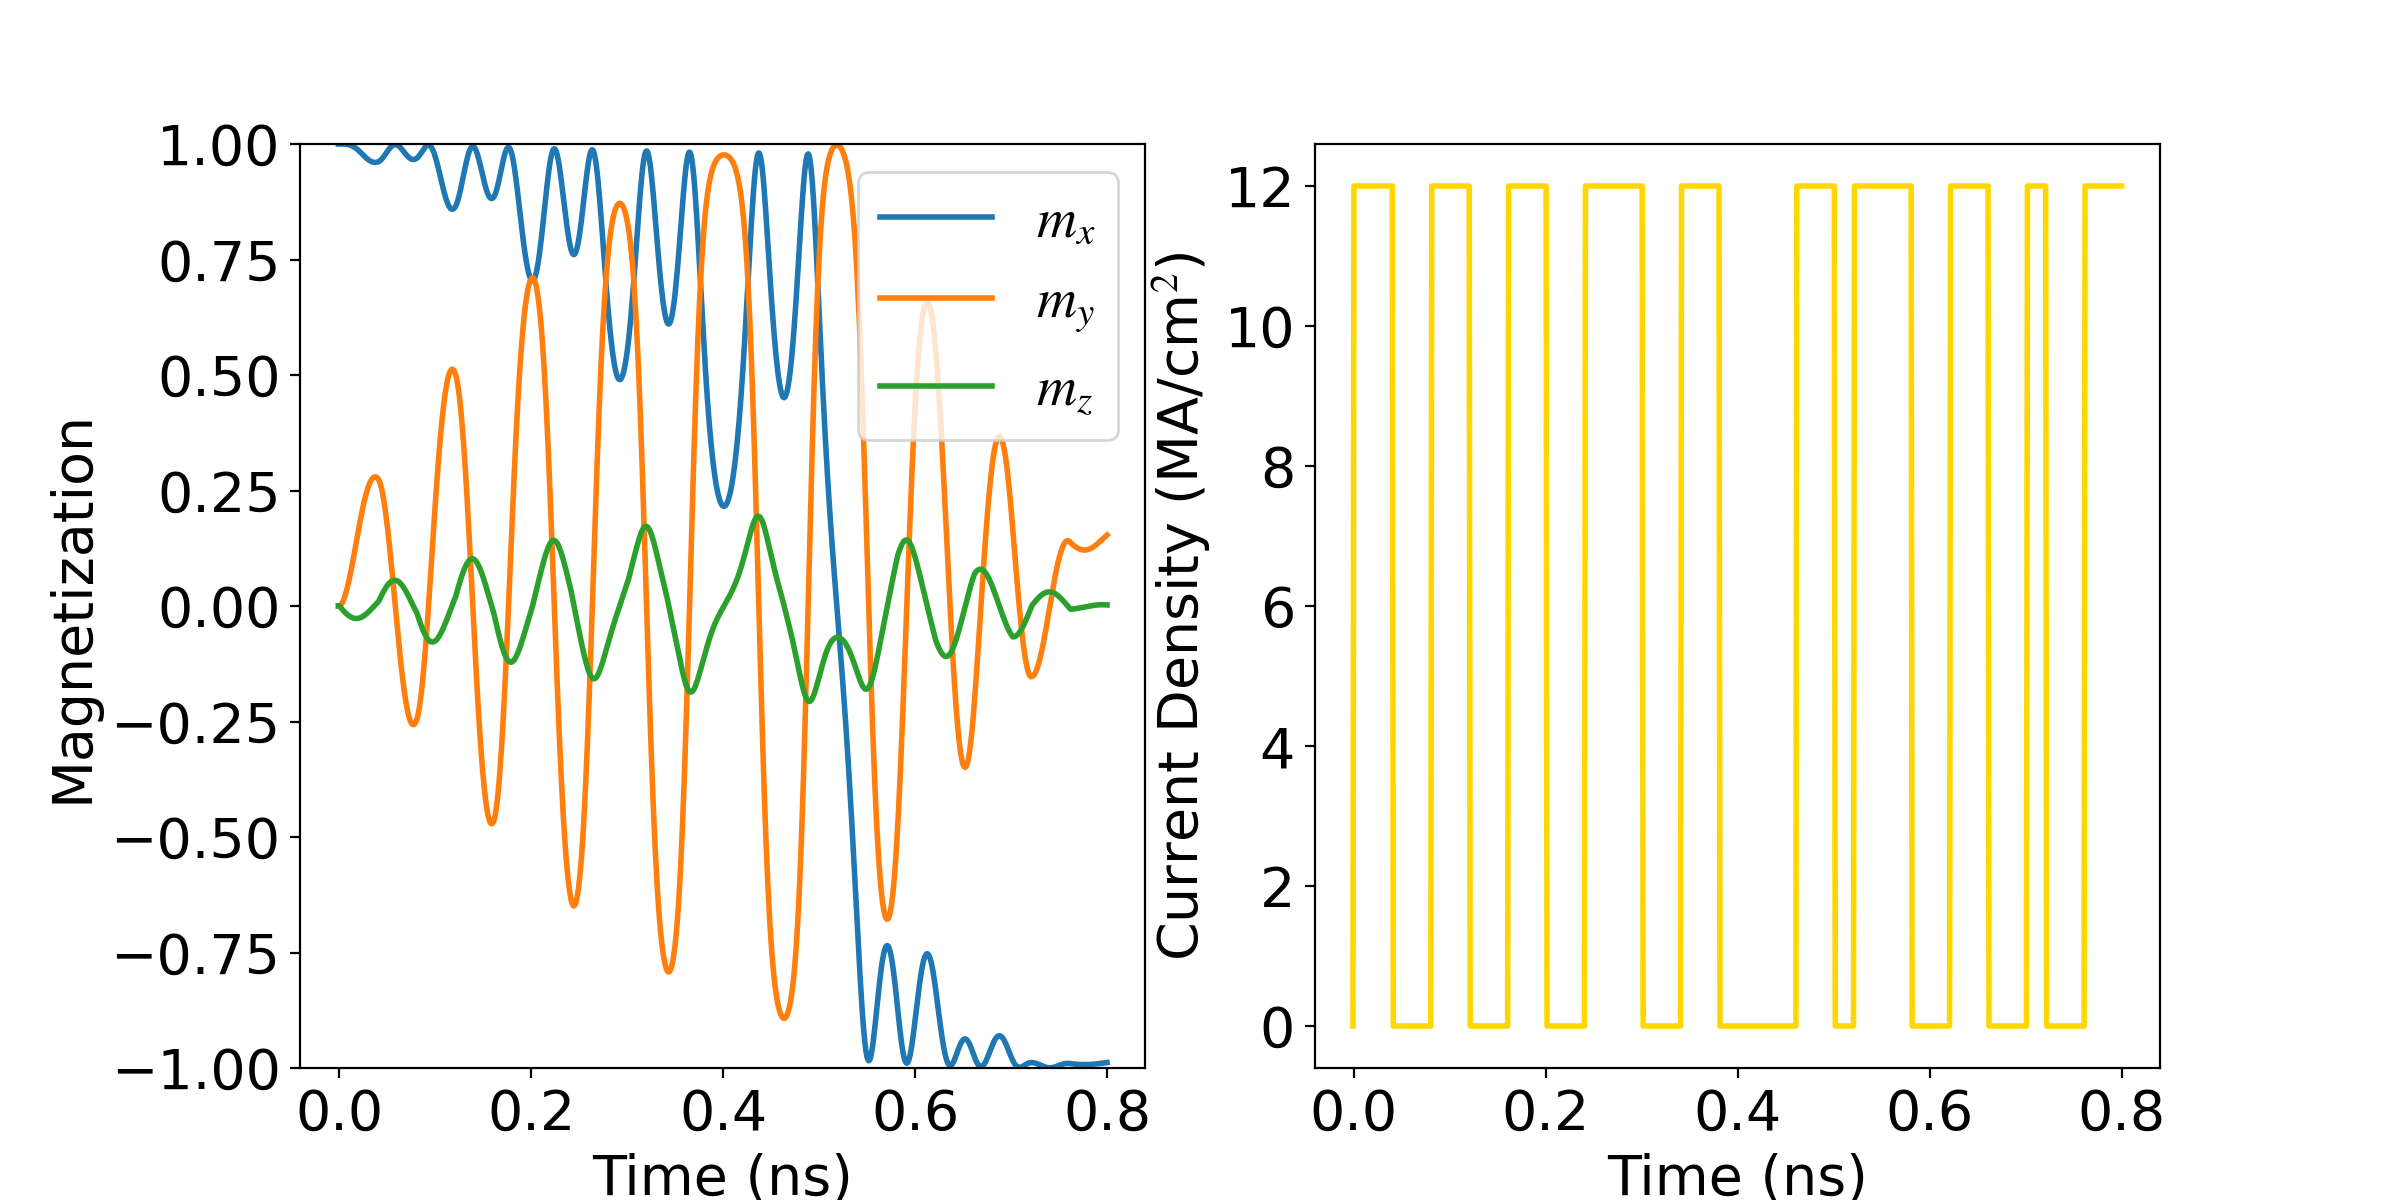 Magnetization
1.00
0.75
0.50
0.25
0.00
−0.25
−0.50
−0.75
−1.00
0.0 0.2 0.4 0.6 0.8
Time (ns)
m_x
m_y
m_z
Current Density (MA/cm²)
12
10
8
6
4
2
0
0.0 0.2 0.4 0.6 0.8
Time (ns)